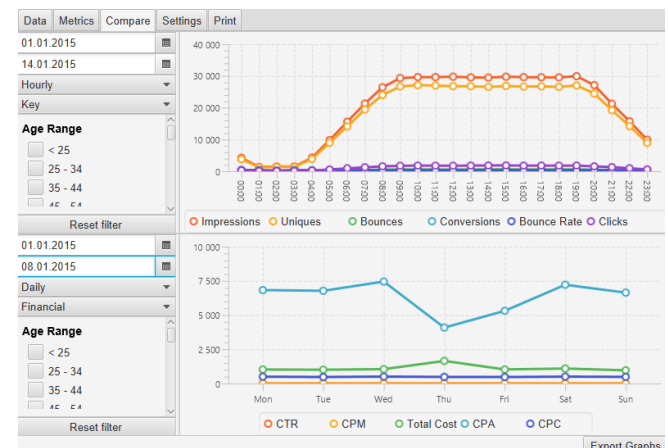 Data Metrics Compare Settings Print
01.01.2015
14.01.2015
Hourly
Key
Age Range
< 25
25 - 34
35 - 44
45 - 54
Reset filter
40 000
30 000
20 000
10 000
0
00:00 01:00 02:00 03:00 04:00 05:00 06:00 07:00 08:00 09:00 10:00 11:00 12:00 13:00 14:00 15:00 16:00 17:00 18:00 19:00 20:00 21:00 22:00 23:00
Impressions Uniques Bounces Conversions Bounce Rate Clicks
01.01.2015
08.01.2015
Daily
Financial
Age Range
< 25
25 - 34
35 - 44
45 - 54
Reset filter
10 000
7 500
5 000
2 500
0
Mon Tue Wed Thu Fri Sat Sun
CTR CPM Total Cost CPA CPC
Export Graphs